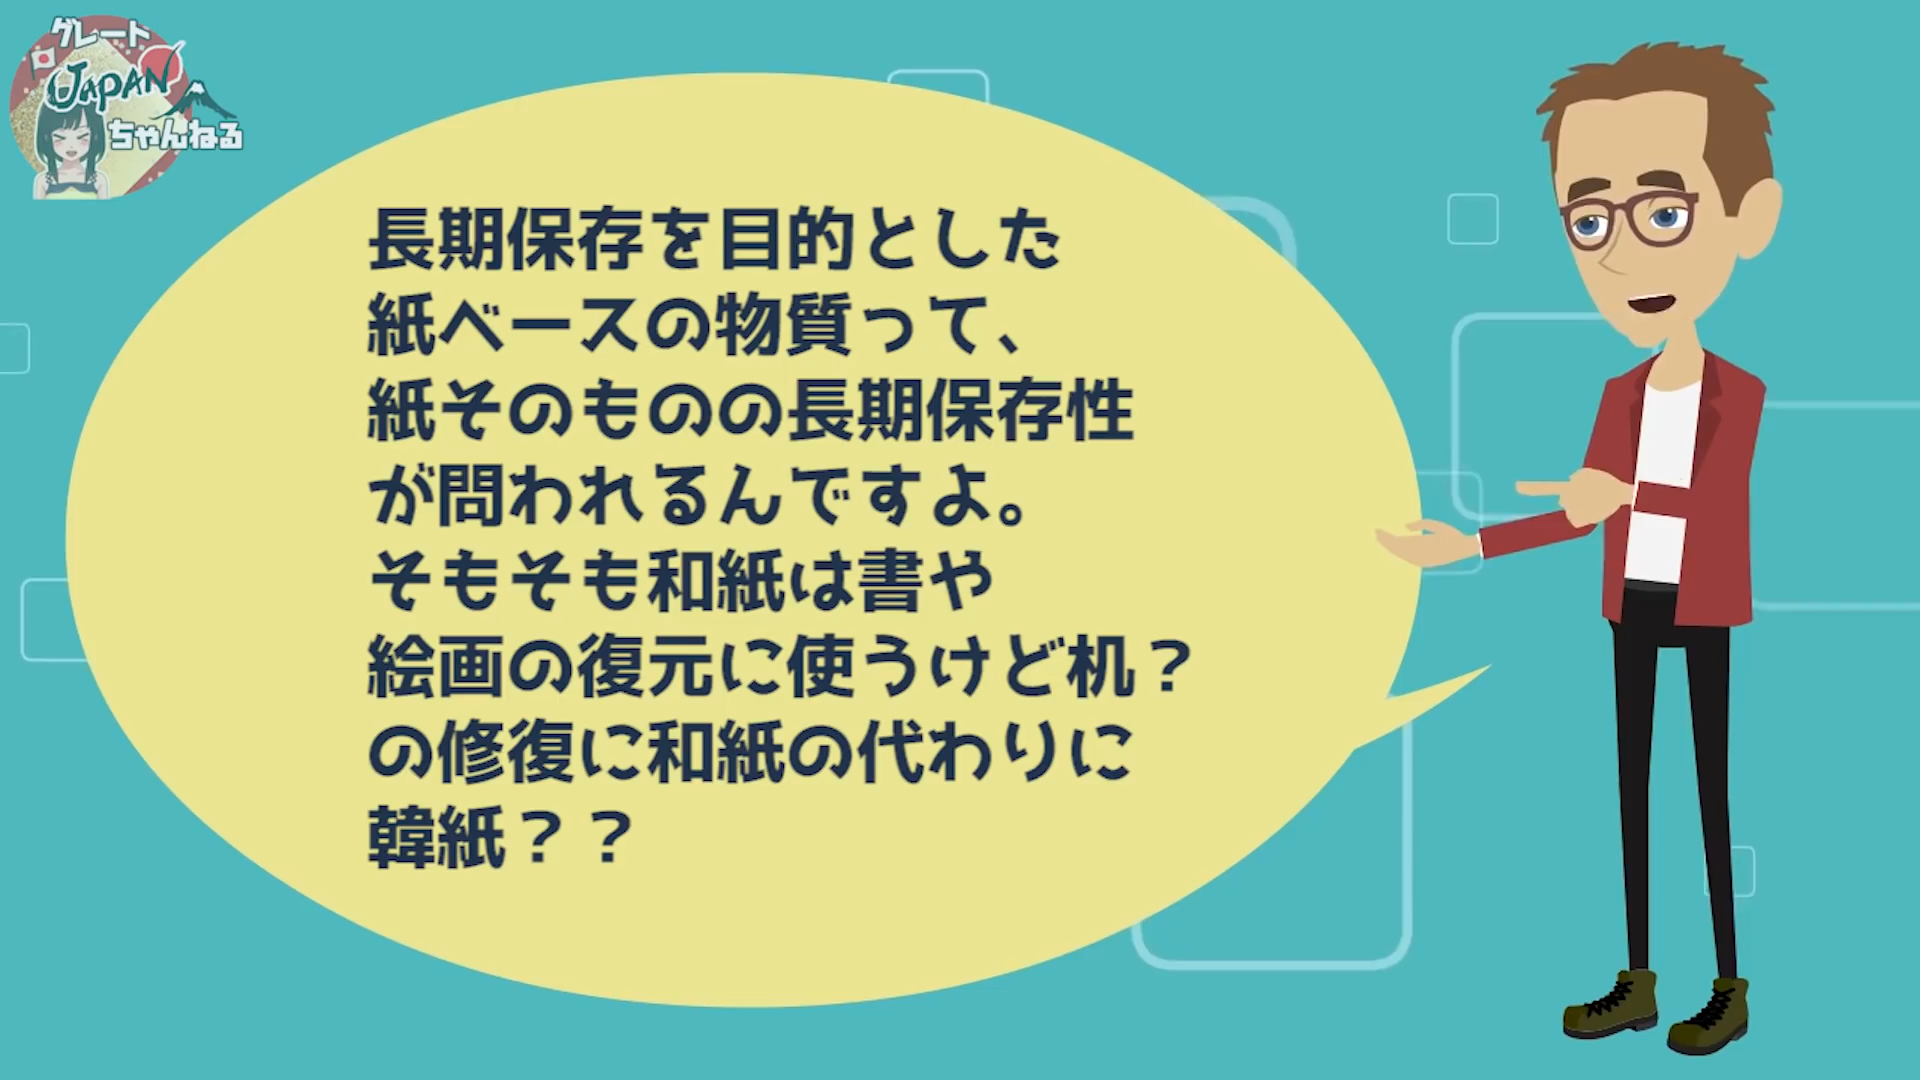 グレート
JAPAN
ちゃんねる
長期保存を目的とした
紙ベースの物質って、
紙そのものの長期保存性
が問われるんですよ。
そもそも和紙は書や
絵画の復元に使うけど机？
の修復に和紙の代わりに
韓紙？？